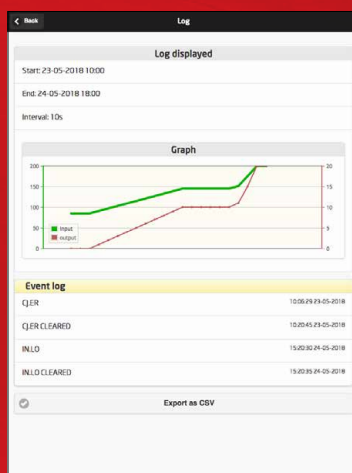 Back
Log
Log displayed
Start: 23-05-2018 10:00
End: 24-05-2018 18:00
Interval: 10s
Graph
200
20
150
15
100
10
50
5
0
0
input
output
Event log
CJ.ER
10:06:29 23-05-2018
CJ.ER CLEARED
10:20:45 23-05-2018
IN.LO
15:20:30 24-05-2018
IN.LO CLEARED
15:20:35 24-05-2018
Export as CSV